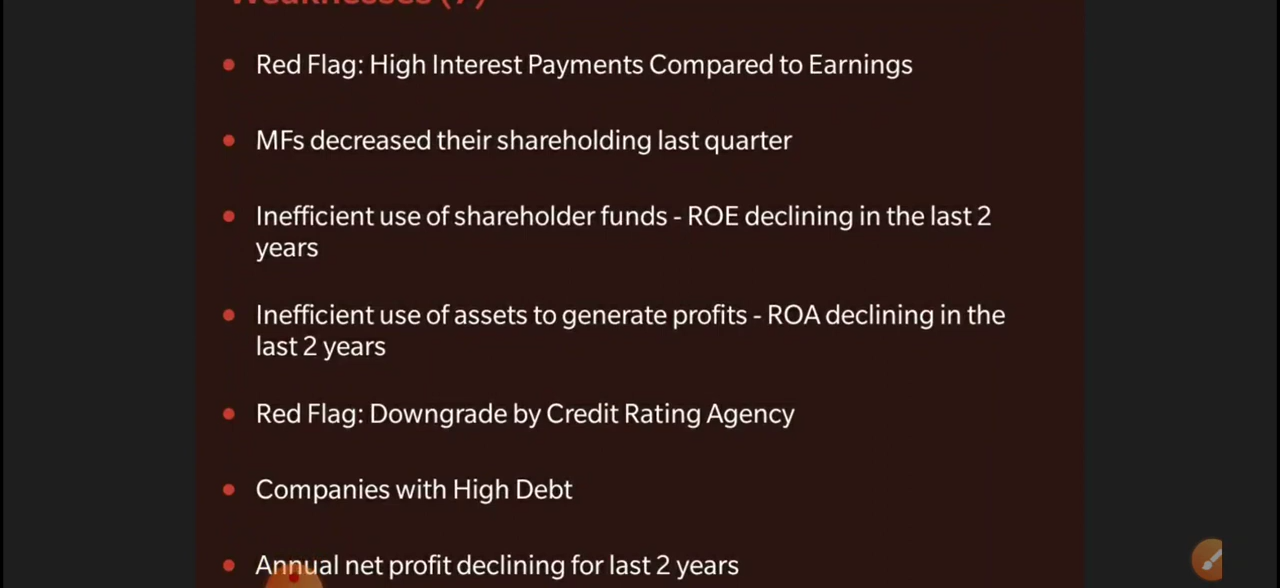 Weaknesses (7)
Red Flag: High Interest Payments Compared to Earnings
MFs decreased their shareholding last quarter
Inefficient use of shareholder funds - ROE declining in the last 2
years
Inefficient use of assets to generate profits - ROA declining in the
last 2 years
Red Flag: Downgrade by Credit Rating Agency
Companies with High Debt
Annual net profit declining for last 2 years